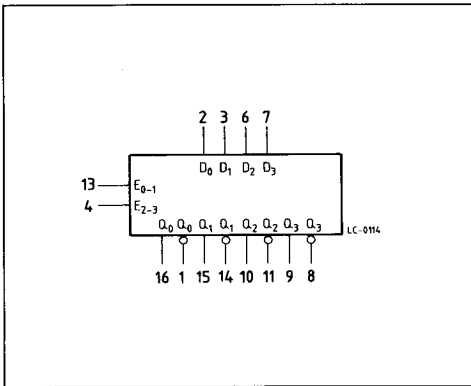 2 3 6 7
D₀ D₁ D₂ D₃
13 E₀₋₁
4 E₂₋₃
Q₀ Q₀ Q₁ Q₁ Q₂ Q₂ Q₃ Q₃
LC-0114
16 1 15 14 10 11 9 8